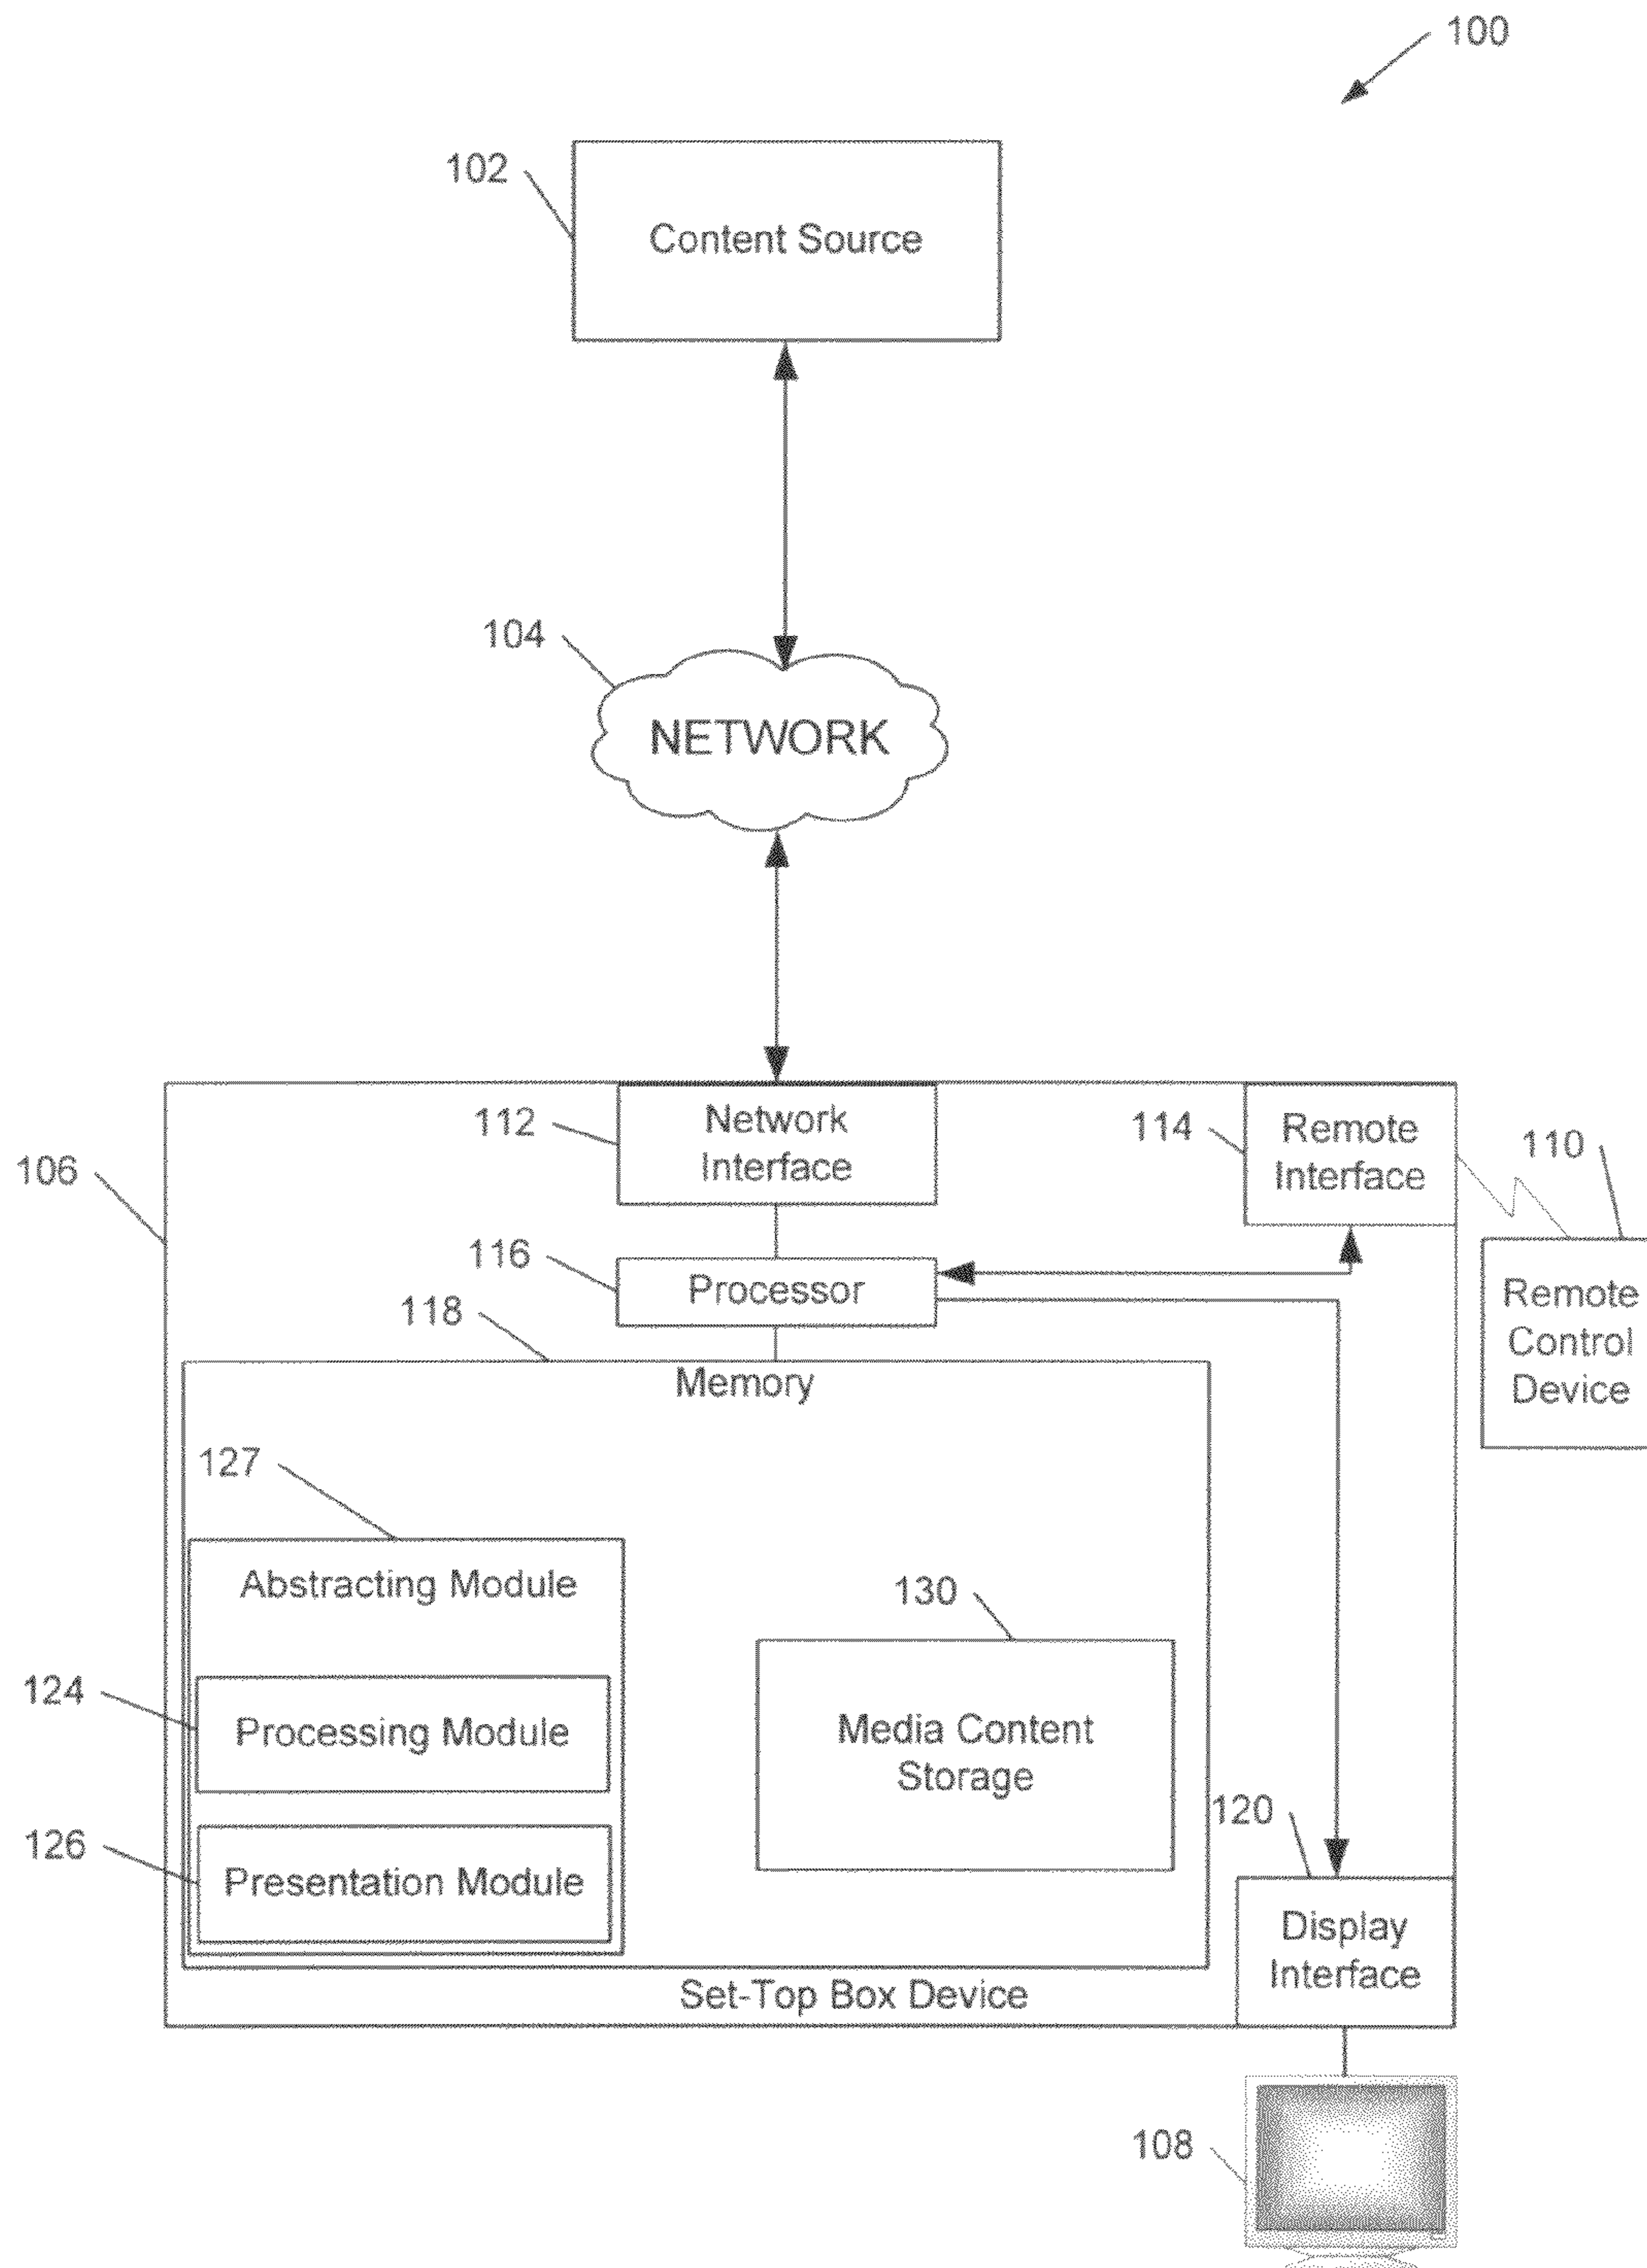 100
102
Content Source
104
NETWORK
106
112
Network
Interface
114
Remote
Interface
110
116
Processor
Remote
Control
Device
118
Memory
127
Abstracting Module
130
124
Processing Module
Media Content
Storage
126
Presentation Module
120
Display
Interface
Set-Top Box Device
108